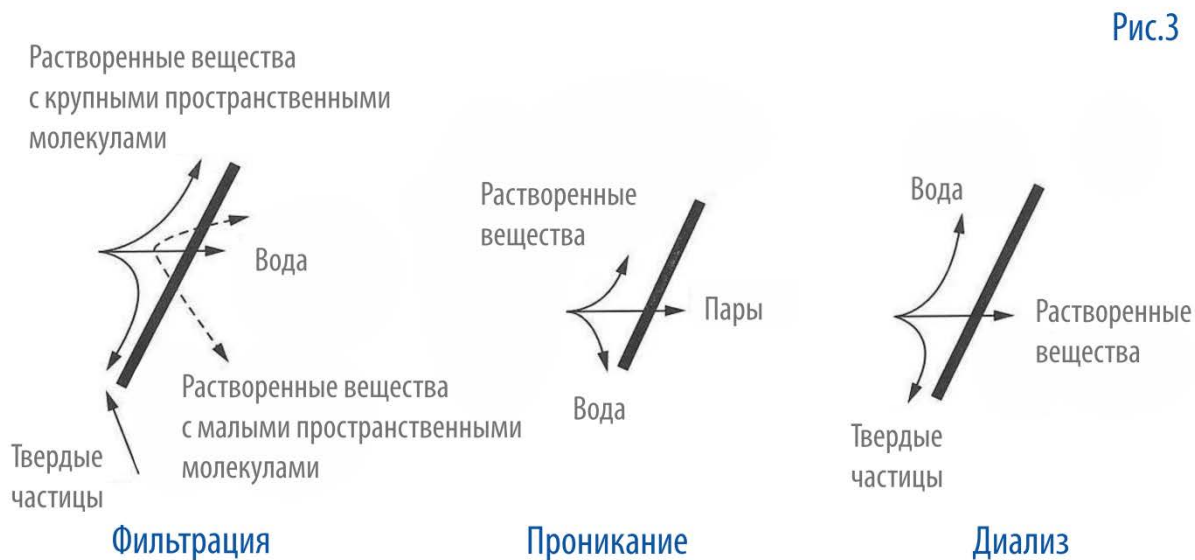 Рис.3
Растворенные вещества
с крупными пространственными
молекулами
Вода
Растворенные вещества
с малыми пространственными
молекулами
Твердые
частицы
Фильтрация
Растворенные
вещества
Пары
Вода
Проникание
Вода
Растворенные
вещества
Твердые
частицы
Диализ